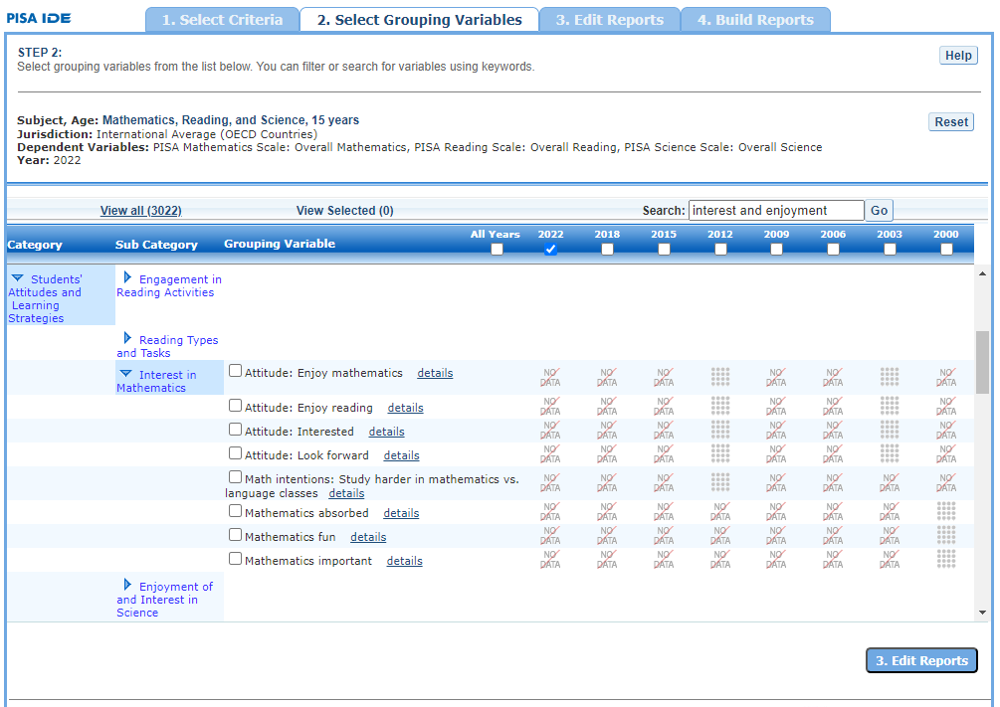 PISA IDE
1. Select Criteria
2. Select Grouping Variables
3. Edit Reports
4. Build Reports
STEP 2:
Select grouping variables from the list below. You can filter or search for variables using keywords.
Help
Subject, Age: Mathematics, Reading, and Science, 15 years
Jurisdiction: International Average (OECD Countries)
Dependent Variables: PISA Mathematics Scale: Overall Mathematics, PISA Reading Scale: Overall Reading, PISA Science Scale: Overall Science
Year: 2022
Reset
View all (3022) View Selected (0) Search: interest and enjoyment Go
Category Sub Category Grouping Variable All Years 2022 2018 2015 2012 2009 2006 2003 2000
Students'
Attitudes and
Learning
Strategies
Engagement in
Reading Activities
Reading Types
and Tasks
Interest in
Mathematics
Attitude: Enjoy mathematics details NO DATA NO DATA NO DATA NO DATA NO DATA NO DATA
Attitude: Enjoy reading details NO DATA NO DATA NO DATA NO DATA NO DATA NO DATA
Attitude: Interested details NO DATA NO DATA NO DATA NO DATA NO DATA NO DATA
Attitude: Look forward details NO DATA NO DATA NO DATA NO DATA NO DATA NO DATA
Math intentions: Study harder in mathematics vs.
language classes details NO DATA NO DATA NO DATA NO DATA NO DATA NO DATA NO DATA
Mathematics absorbed details NO DATA NO DATA NO DATA NO DATA NO DATA NO DATA NO DATA
Mathematics fun details NO DATA NO DATA NO DATA NO DATA NO DATA NO DATA NO DATA
Mathematics important details NO DATA NO DATA NO DATA NO DATA NO DATA NO DATA NO DATA
Enjoyment of
and Interest in
Science
3. Edit Reports